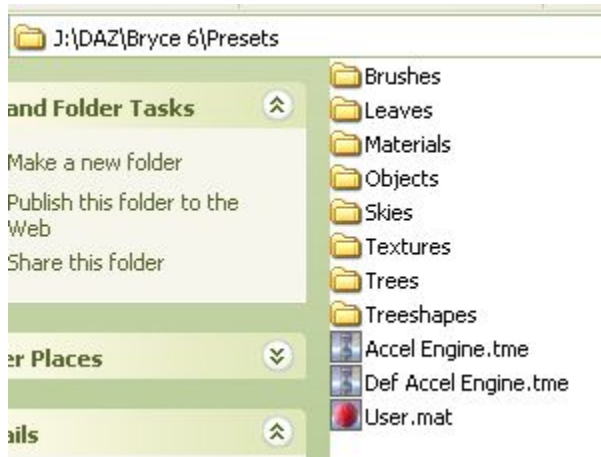 J:\DAZ\Bryce 6\Presets
and Folder Tasks
Make a new folder
Publish this folder to the
Web
Share this folder
er Places
ails
Brushes
Leaves
Materials
Objects
Skies
Textures
Trees
Treeshapes
Accel Engine.tme
Def Accel Engine.tme
User.mat